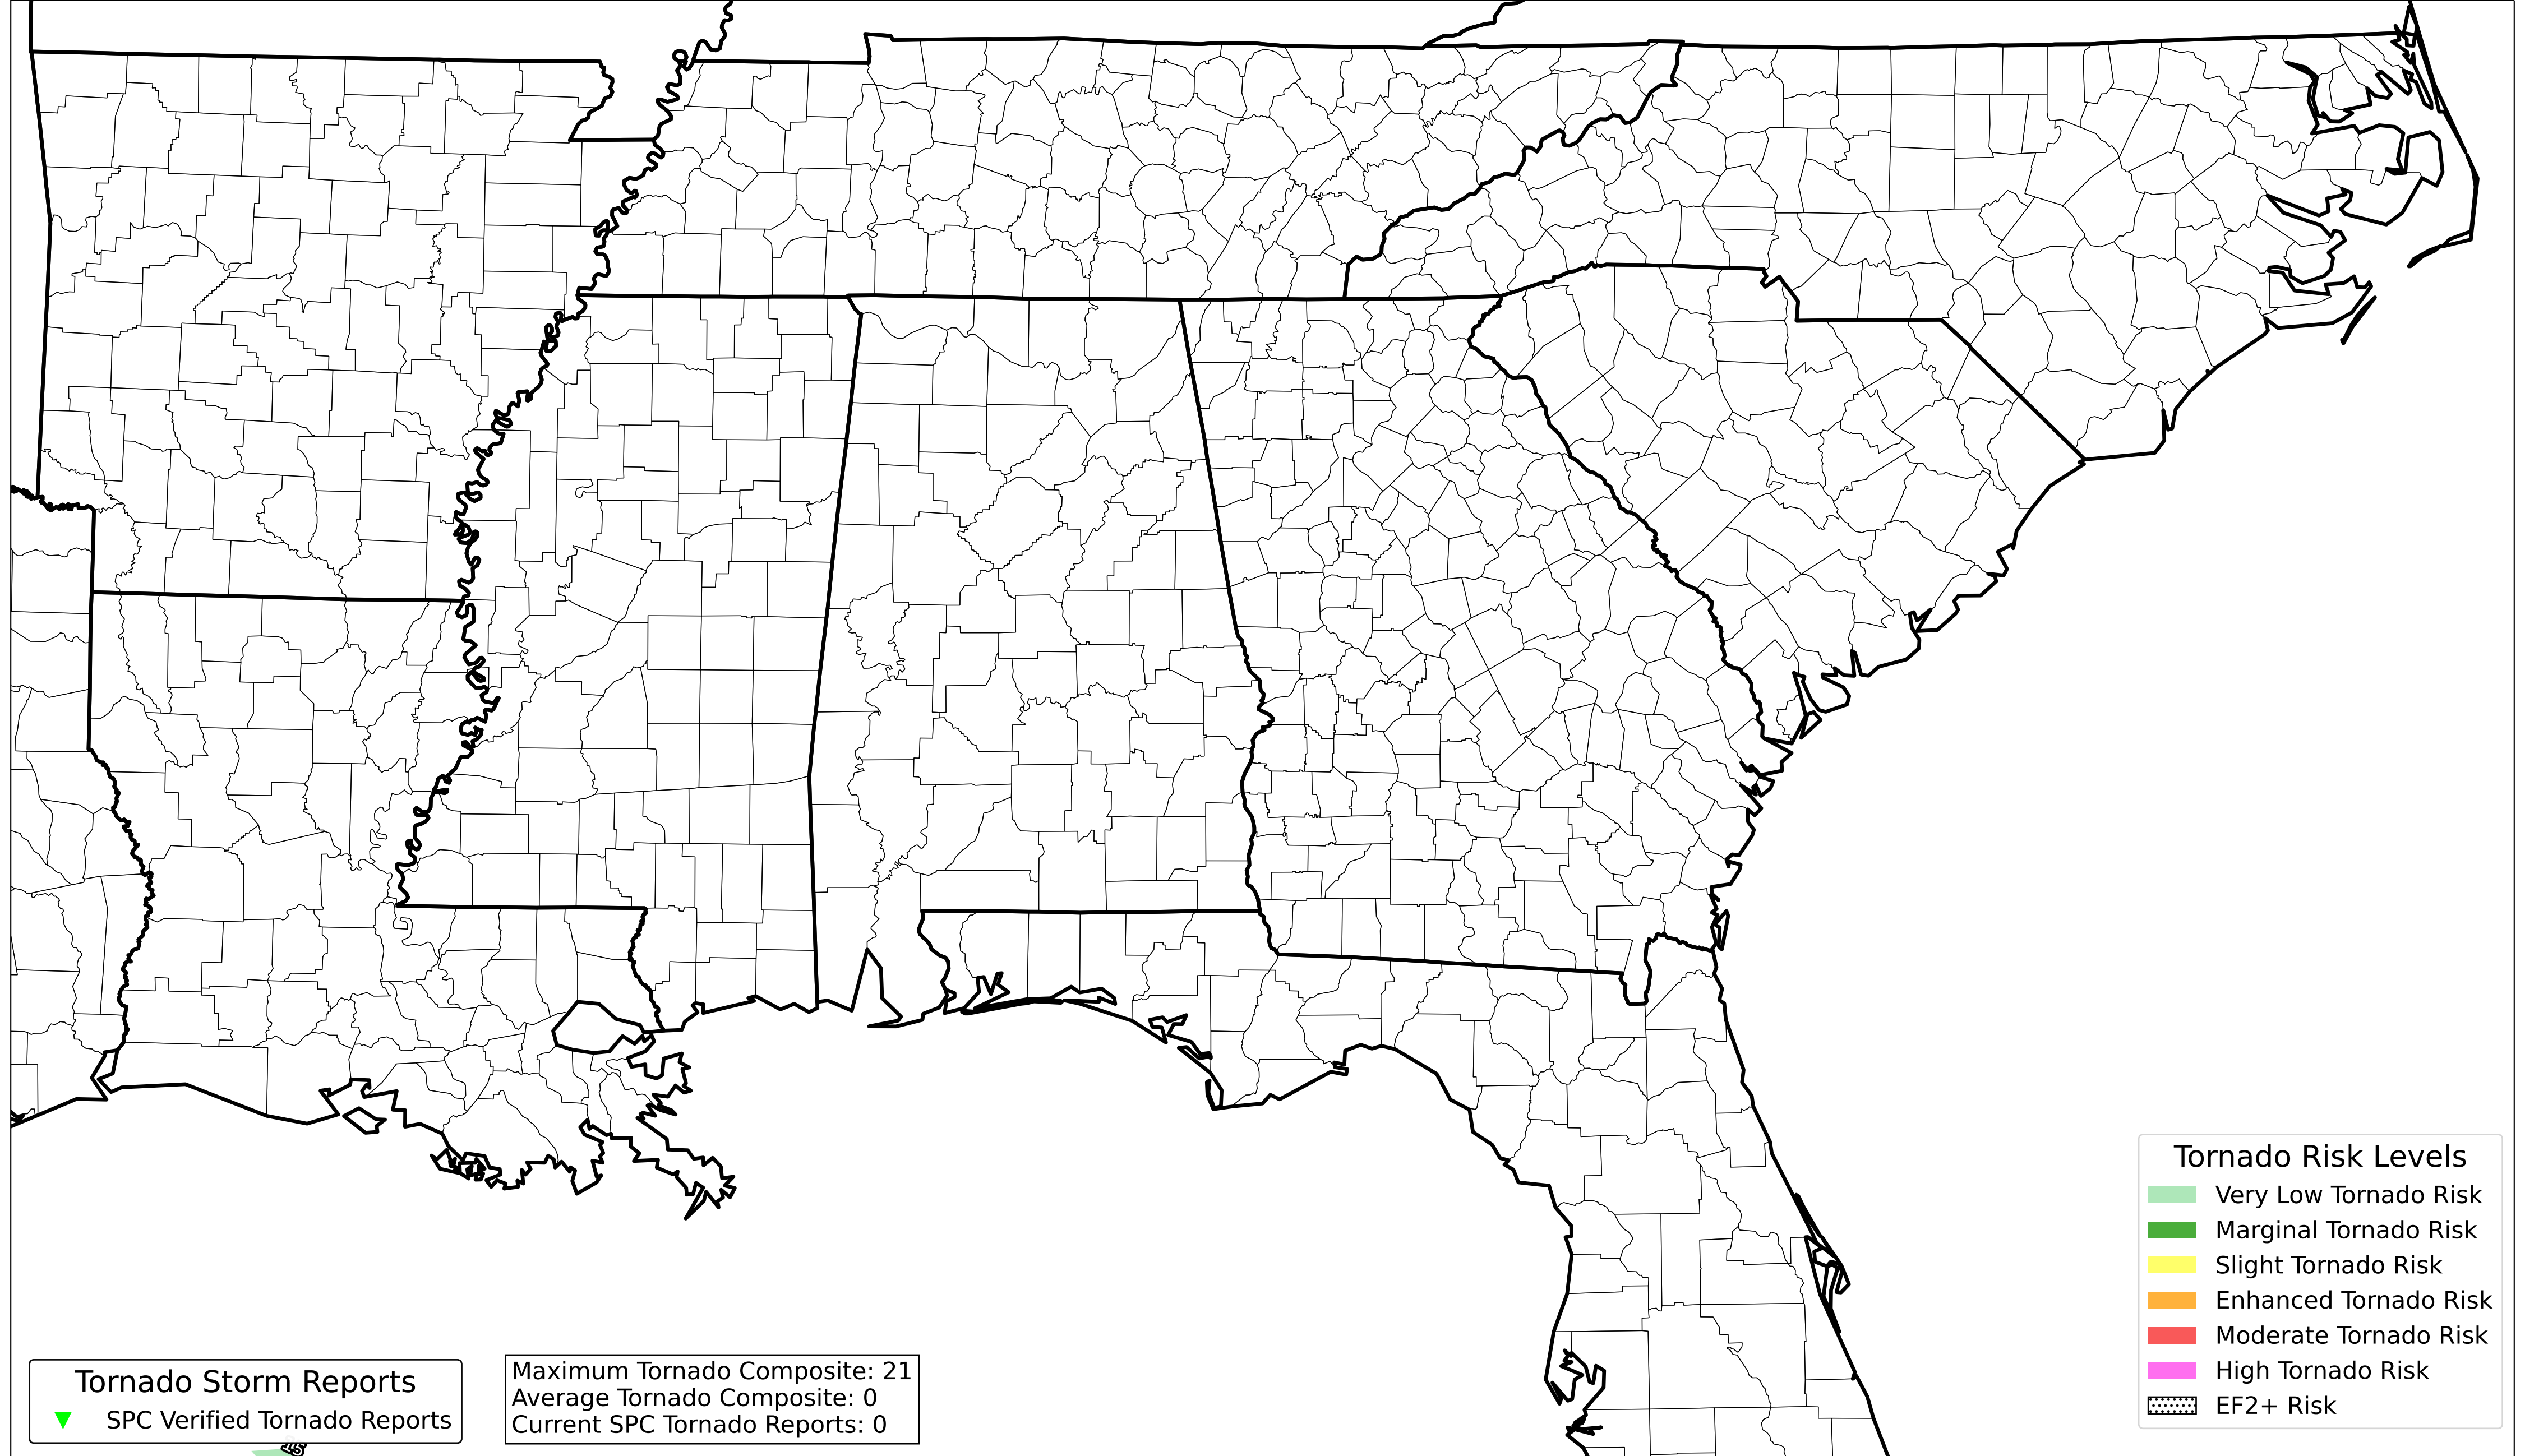 Tornado Risk Levels
Very Low Tornado Risk
Marginal Tornado Risk
Slight Tornado Risk
Enhanced Tornado Risk
Moderate Tornado Risk
High Tornado Risk
EF2+ Risk
Tornado Storm Reports
SPC Verified Tornado Reports
Maximum Tornado Composite: 21
Average Tornado Composite: 0
Current SPC Tornado Reports: 0
15